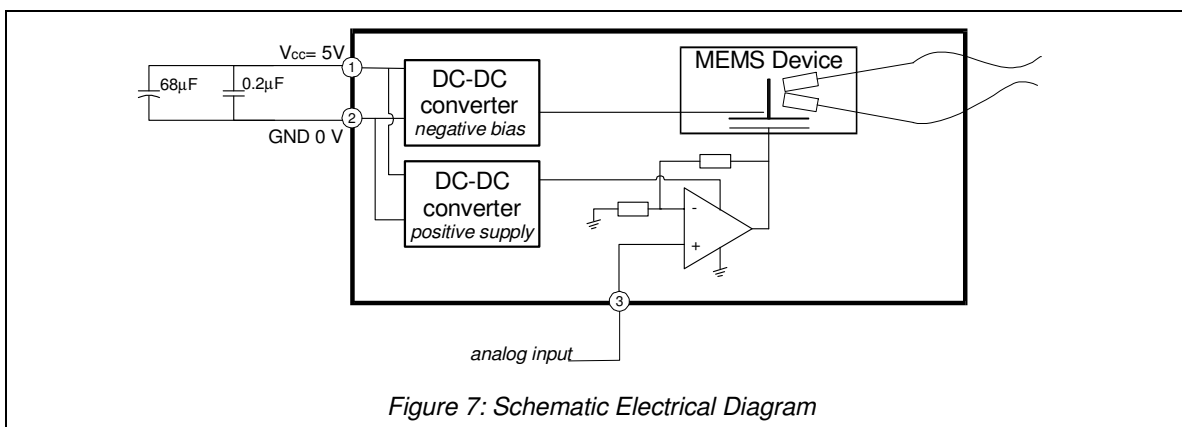 Vcc= 5V
MEMS Device
1
DC-DC
converter
negative bias
68µF
0.2µF
2
GND 0 V
DC-DC
converter
positive supply
-
+
3
analog input
Figure 7: Schematic Electrical Diagram